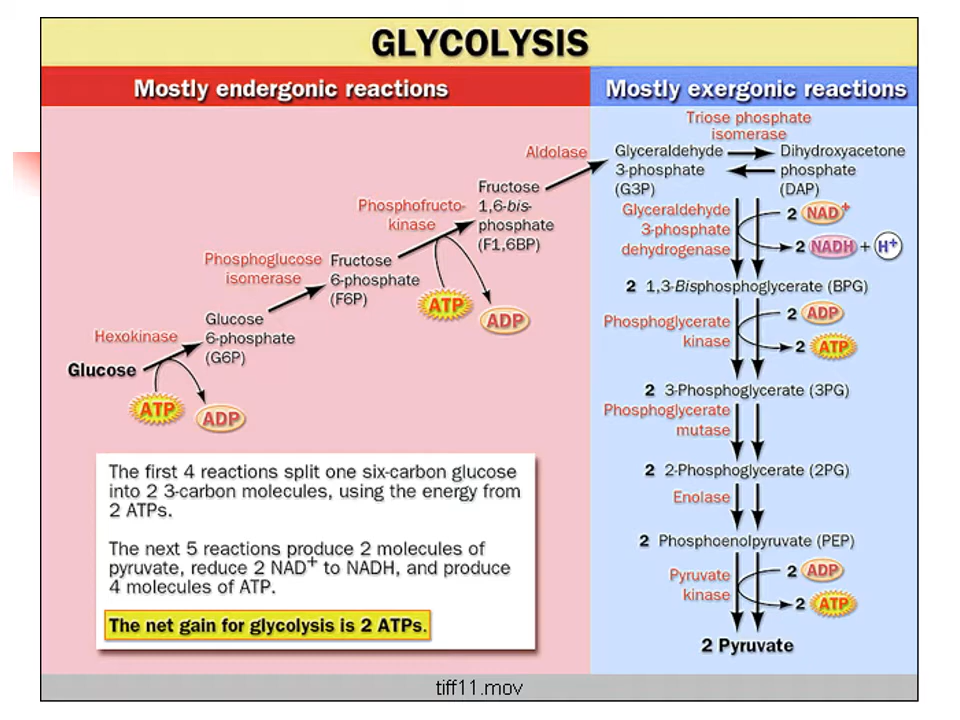 GLYCOLYSIS
Mostly endergonic reactions
Mostly exergonic reactions
Triose phosphate
isomerase
Aldolase
Glyceraldehyde
3-phosphate
(G3P)
Dihydroxyacetone
phosphate
(DAP)
Fructose
1,6-bis-
phosphate
(F1,6BP)
Phosphofructo-
kinase
Phosphoglucose
isomerase
Fructose
6-phosphate
(F6P)
ATP
ADP
Hexokinase
Glucose
6-phosphate
(G6P)
Glucose
ATP
ADP
Glyceraldehyde
3-phosphate
dehydrogenase
2 NAD+
2 NADH + H+
2 1,3-Bisphosphoglycerate (BPG)
Phosphoglycerate
kinase
2 ADP
2 ATP
2 3-Phosphoglycerate (3PG)
Phosphoglycerate
mutase
2 2-Phosphoglycerate (2PG)
Enolase
2 Phosphoenolpyruvate (PEP)
Pyruvate
kinase
2 ADP
2 ATP
2 Pyruvate
The first 4 reactions split one six-carbon glucose
into 2 3-carbon molecules, using the energy from
2 ATPs.
The next 5 reactions produce 2 molecules of
pyruvate, reduce 2 NAD+ to NADH, and produce
4 molecules of ATP.
The net gain for glycolysis is 2 ATPs.
tiff11.mov